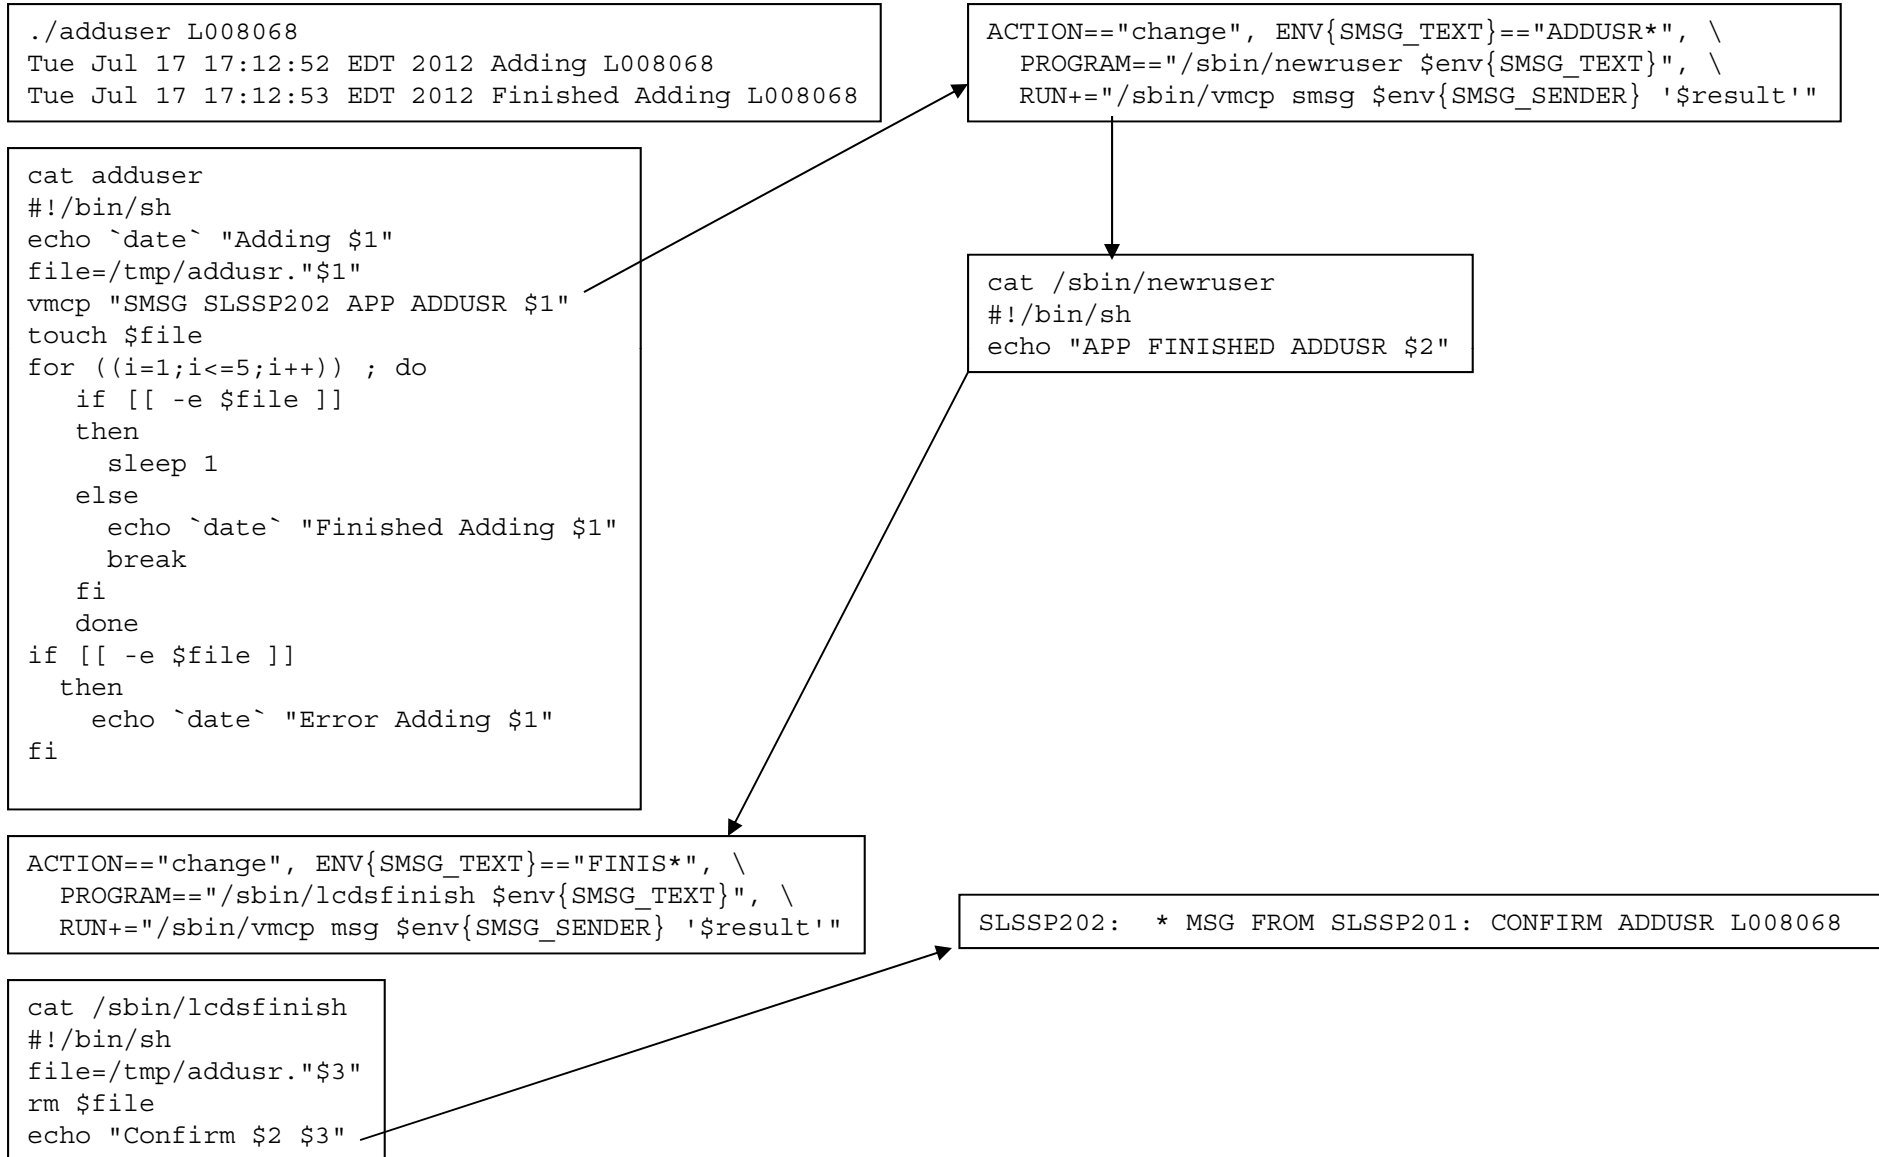 ./adduser L008068
Tue Jul 17 17:12:52 EDT 2012 Adding L008068
Tue Jul 17 17:12:53 EDT 2012 Finished Adding L008068
ACTION=="change", ENV{SMSG_TEXT}=="ADDUSR*", \
  PROGRAM=="/sbin/newruser $env{SMSG_TEXT}", \
  RUN+="/sbin/vmcp smsg $env{SMSG_SENDER} '$result'"
cat adduser
#!/bin/sh
echo `date` "Adding $1"
file=/tmp/addusr."$1"
vmcp "SMSG SLSSP202 APP ADDUSR $1"
touch $file
for ((i=1;i<=5;i++)) ; do
   if [[ -e $file ]]
   then
     sleep 1
   else
     echo `date` "Finished Adding $1"
     break
   fi
   done
if [[ -e $file ]]
  then
    echo `date` "Error Adding $1"
fi
cat /sbin/newruser
#!/bin/sh
echo "APP FINISHED ADDUSR $2"
ACTION=="change", ENV{SMSG_TEXT}=="FINIS*", \
  PROGRAM=="/sbin/lcdsfinish $env{SMSG_TEXT}", \
  RUN+="/sbin/vmcp msg $env{SMSG_SENDER} '$result'"
SLSSP202:  * MSG FROM SLSSP201: CONFIRM ADDUSR L008068
cat /sbin/lcdsfinish
#!/bin/sh
file=/tmp/addusr."$3"
rm $file
echo "Confirm $2 $3"